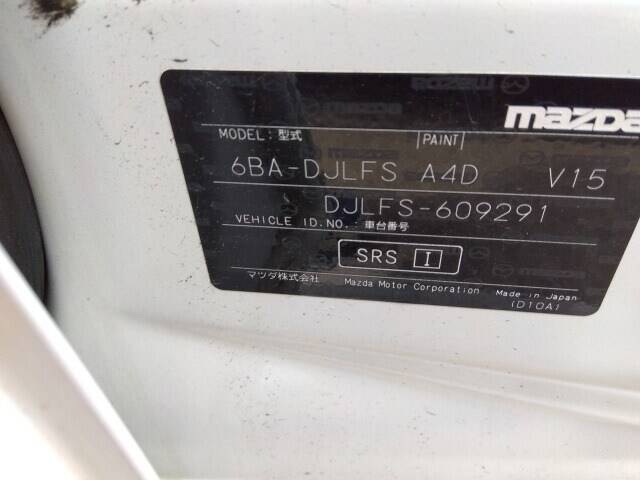 mazda
MODEL:型式 PAINT
6BA-DJLFS A4D V15
DJLFS-609291
VEHICLE ID.NO.:車台番号
SRS I
マツダ株式会社 Mazda Motor Corporation Made in Japan
(D10A)